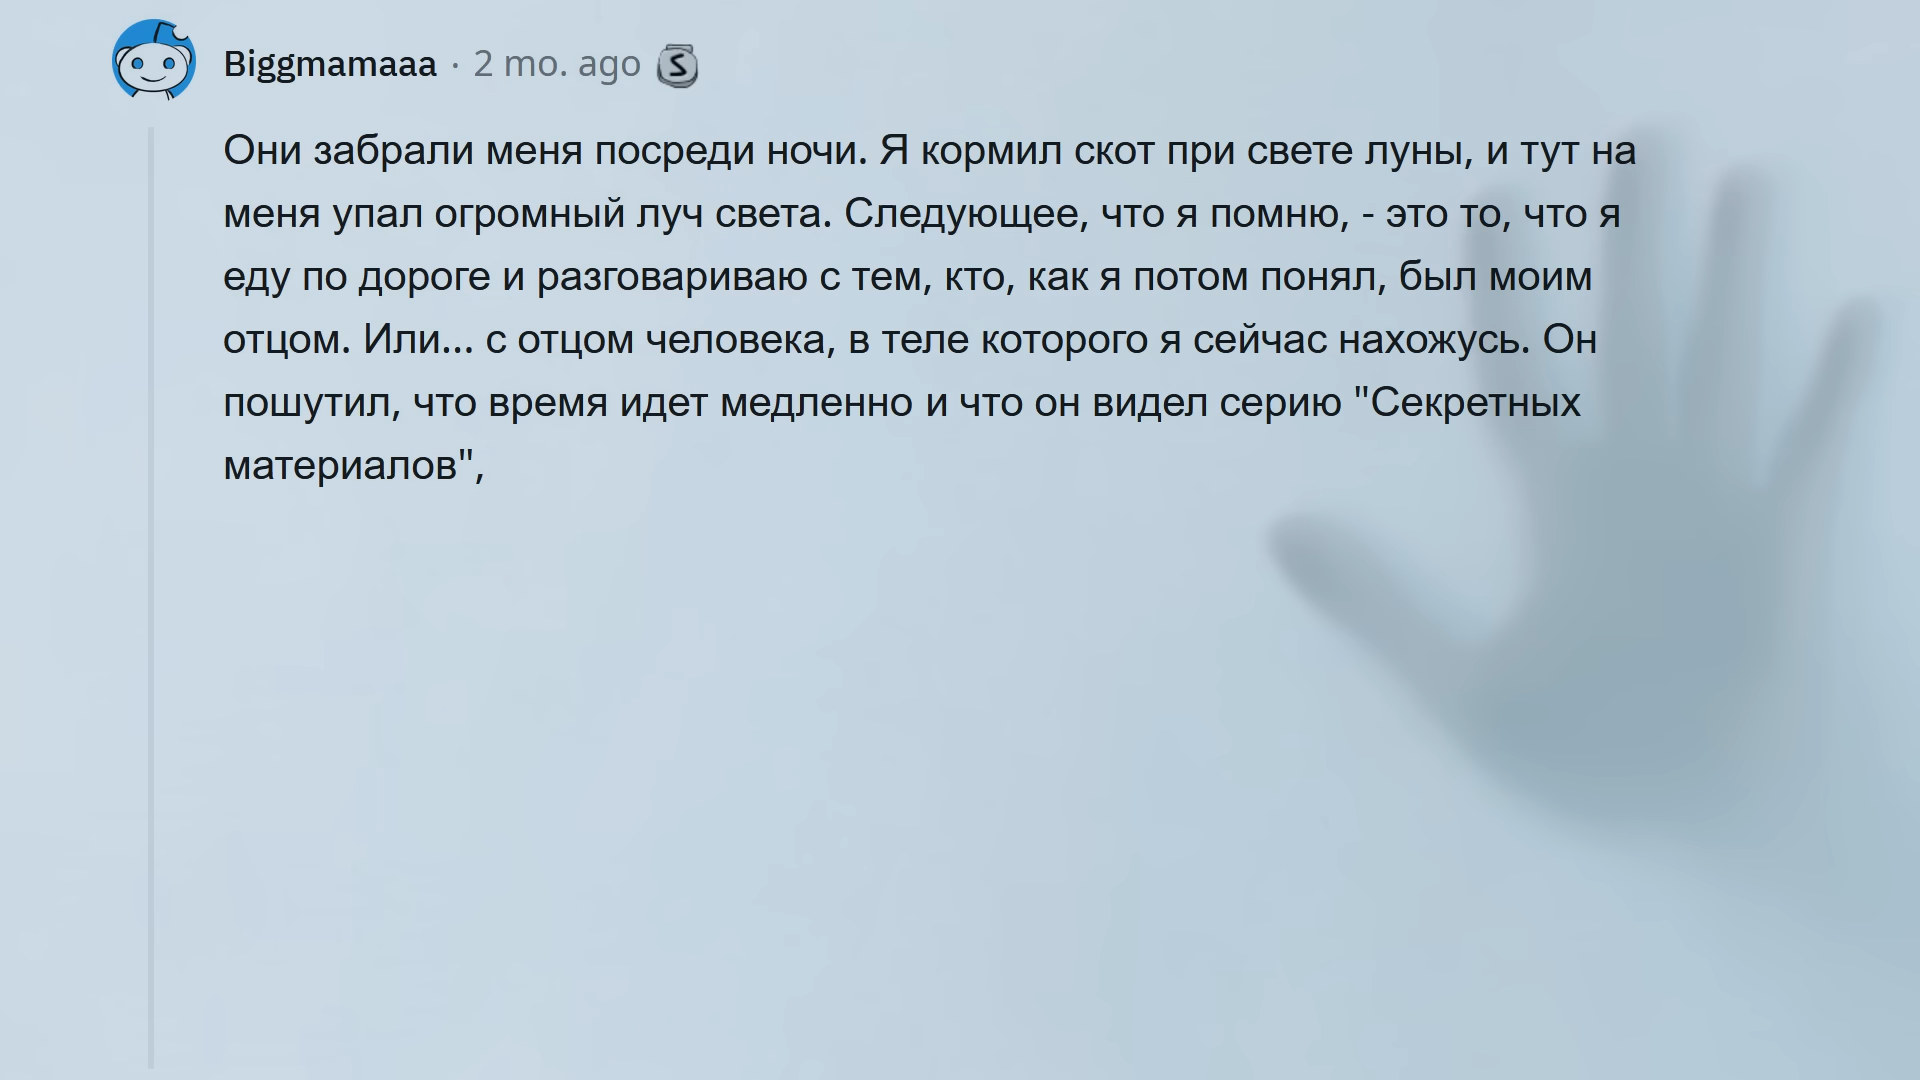 Biggmamaaa · 2 mo. ago S
Они забрали меня посреди ночи. Я кормил скот при свете луны, и тут на
меня упал огромный луч света. Следующее, что я помню, - это то, что я
еду по дороге и разговариваю с тем, кто, как я потом понял, был моим
отцом. Или... с отцом человека, в теле которого я сейчас нахожусь. Он
пошутил, что время идет медленно и что он видел серию "Секретных
материалов",